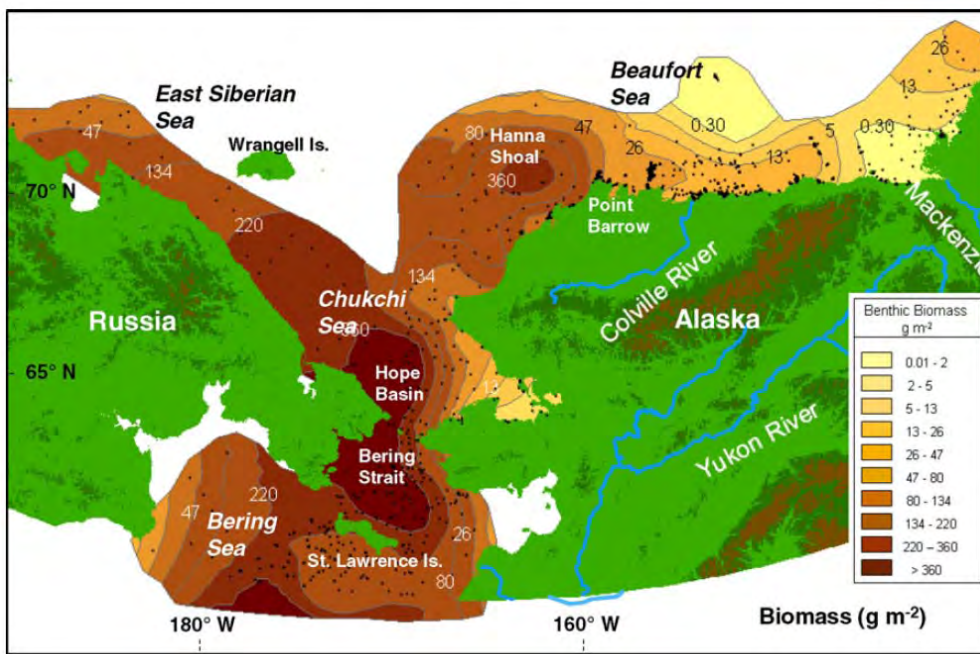 East Siberian
Sea
Beaufort
Sea
26
13
47
80
Hanna
Shoal
47
0.30
5
0.30
Wrangell Is.
26
13
134
360
70° N
Point
Barrow
220
Mackenzi
134
Colville River
Chukchi
Sea
Russia
Alaska
Benthic Biomass
g m-2
0.01 - 2
2 - 5
5 - 13
13 - 26
26 - 47
47 - 80
80 - 134
134 - 220
220 – 360
> 360
65° N
Hope
Basin
13
Bering
Strait
Yukon River
220
47
Bering
Sea
26
St. Lawrence Is.
80
180° W
160° W
Biomass (g m-2)